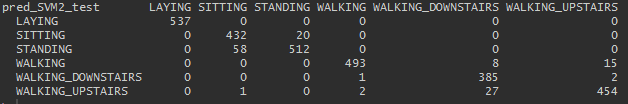 pred_SVM2_test LAYING SITTING STANDING WALKING WALKING_DOWNSTAIRS WALKING_UPSTAIRS
LAYING 537 0 0 0 0 0
SITTING 0 432 20 0 0 0
STANDING 0 58 512 0 0 0
WALKING 0 0 0 493 8 15
WALKING_DOWNSTAIRS 0 0 0 1 385 2
WALKING_UPSTAIRS 0 1 0 2 27 454